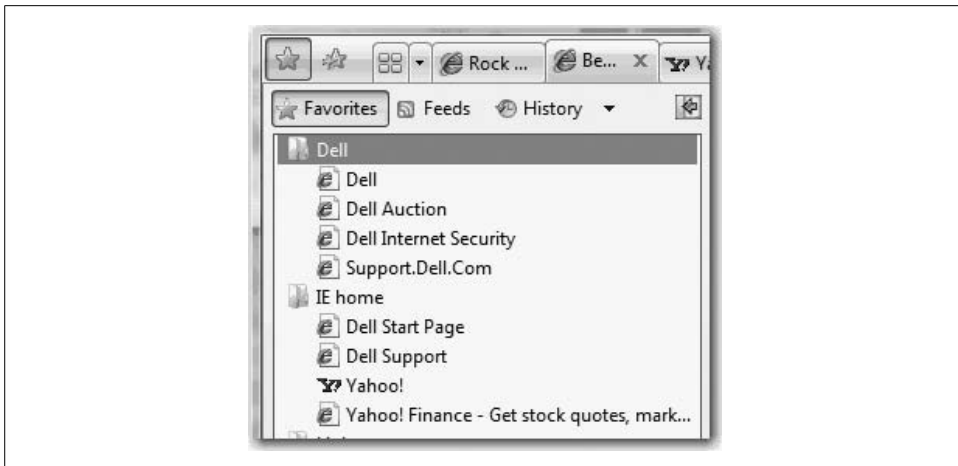 Rock ... Be... X Y
Favorites Feeds History
Dell
Dell
Dell Auction
Dell Internet Security
Support.Dell.Com
IE home
Dell Start Page
Dell Support
Yahoo!
Yahoo! Finance - Get stock quotes, mark...